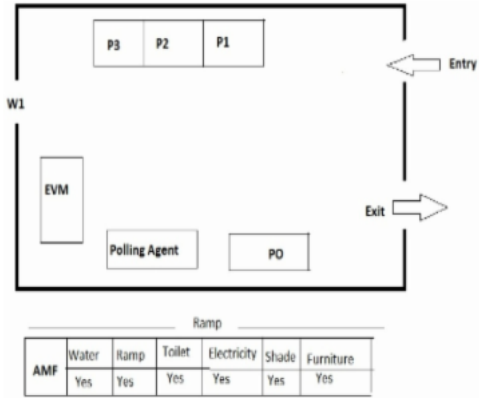 P3 P2 P1
Entry
W1
EVM
Exit
Polling Agent
PO
Ramp
AMF Water Ramp Toilet Electricity Shade Furniture
Yes Yes Yes Yes Yes Yes